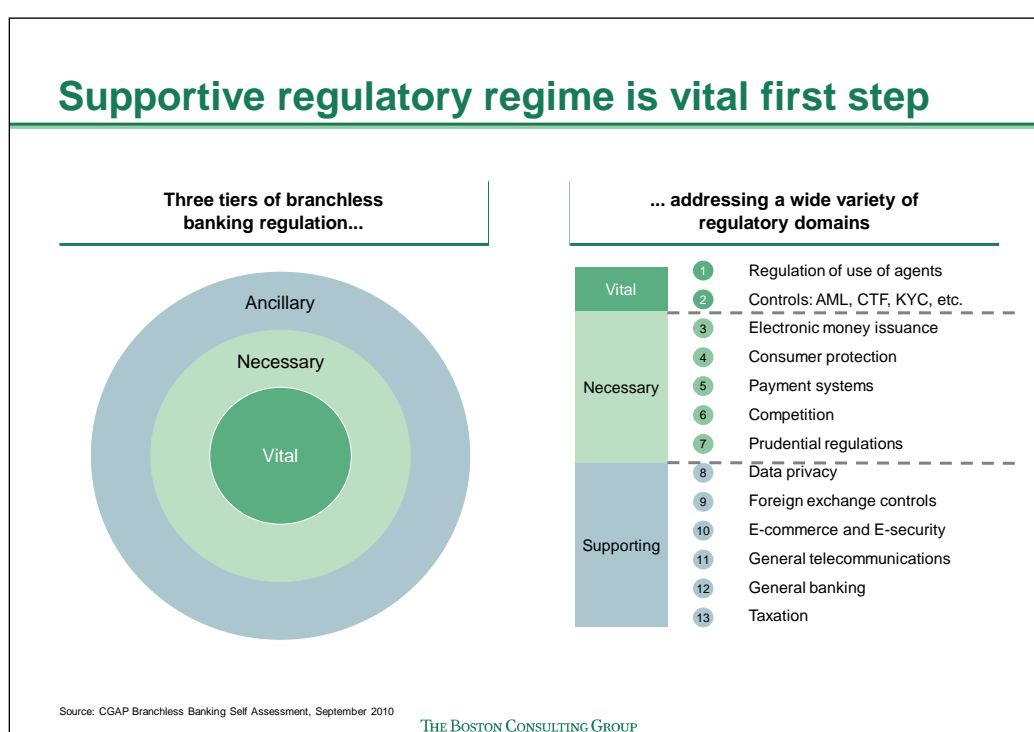 Supportive regulatory regime is vital first step
Three tiers of branchless
banking regulation...
Ancillary
Necessary
Vital
... addressing a wide variety of
regulatory domains
Vital
1 Regulation of use of agents
2 Controls: AML, CTF, KYC, etc.
Necessary
3 Electronic money issuance
4 Consumer protection
5 Payment systems
6 Competition
7 Prudential regulations
Supporting
8 Data privacy
9 Foreign exchange controls
10 E-commerce and E-security
11 General telecommunications
12 General banking
13 Taxation
Source: CGAP Branchless Banking Self Assessment, September 2010
THE BOSTON CONSULTING GROUP